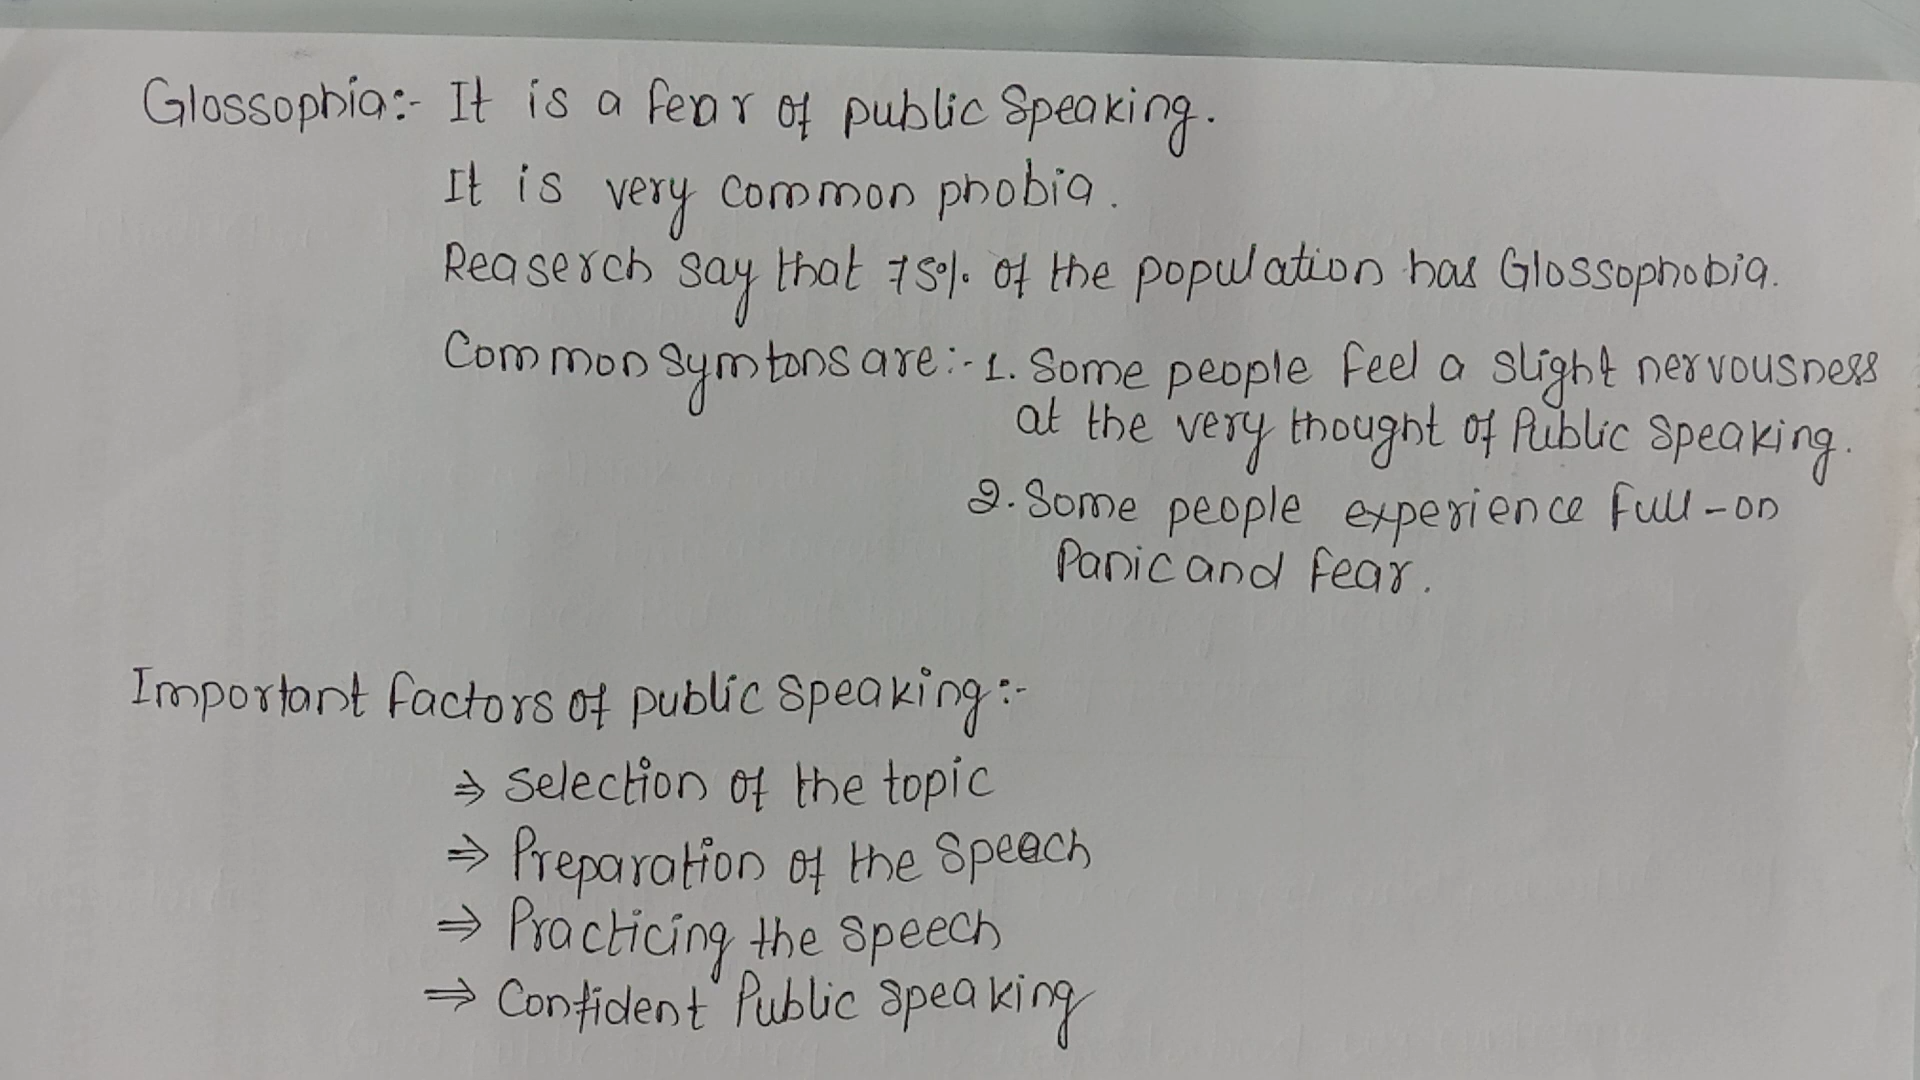 Glossophia:- It is a fear of public Speaking.
It is very Common phobia.
Reaserch say that 75%. of the population has Glossophobia.
Common Symtons are:- 1. Some people feel a slight nervousness
at the very thought of Public Speaking.
2. Some people experience full-on
Panic and fear.
Important factors of public speaking:-
⇒ Selection of the topic
⇒ Preparation of the Speech
⇒ Practicing the speech
⇒ Confident Public speaking